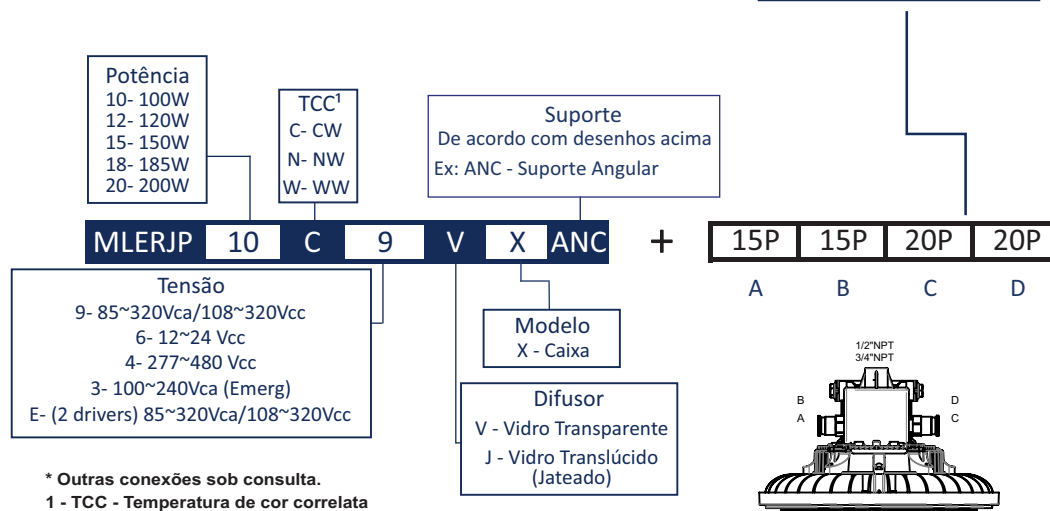 Potência
10- 100W
12- 120W
15- 150W
18- 185W
20- 200W
TCC¹
C- CW
N- NW
W- WW
Suporte
De acordo com desenhos acima
Ex: ANC - Suporte Angular
MLERJP 10 C 9 V X ANC + 15P 15P 20P 20P
A B C D
Tensão
9- 85~320Vca/108~320Vcc
6- 12~24 Vcc
4- 277~480 Vcc
3- 100~240Vca (Emerg)
E- (2 drivers) 85~320Vca/108~320Vcc
Modelo
X - Caixa
Difusor
V - Vidro Transparente
J - Vidro Translúcido
(Jateado)
1/2"NPT
3/4"NPT
B D
A C
* Outras conexões sob consulta.
1 - TCC - Temperatura de cor correlata